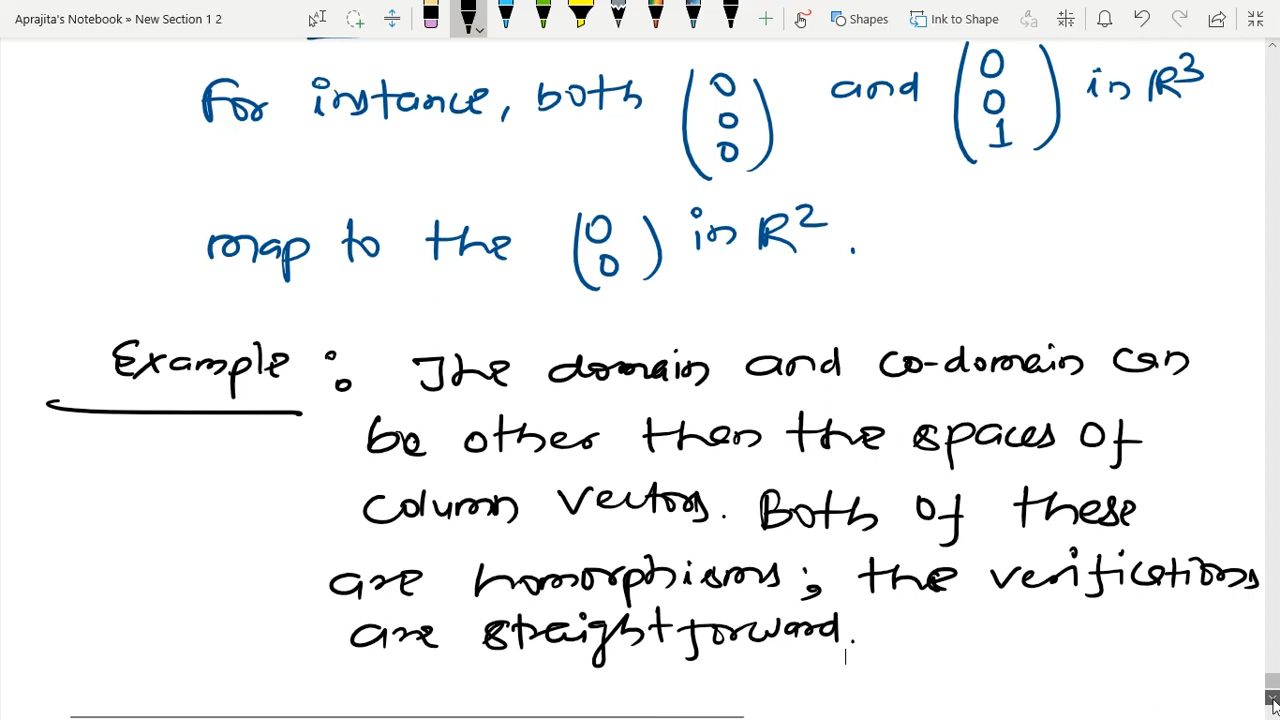 Aprajita's Notebook » New Section 1 2
Shapes
Ink to Shape
For instance, both (0 0 0) and (0 0 1) in R³
map to the (0 0) in R².
Example : The domain and co-domain can
be other then the spaces of
column vectors. Both of these
are homorphisms; the verifications
are straightforward.